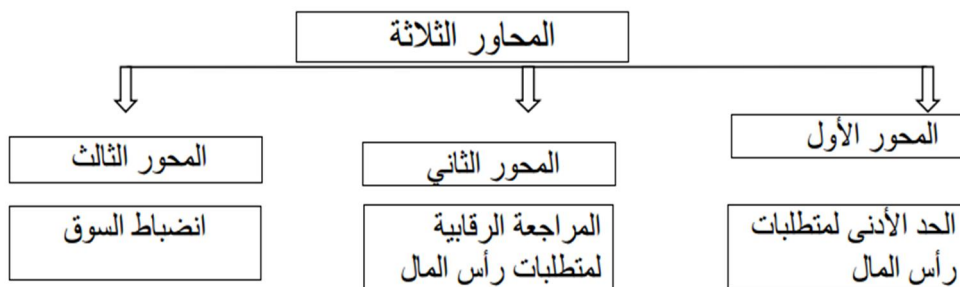 المحاور الثلاثة
المحور الأول
الحد الأدنى لمتطلبات
رأس المال
المحور الثاني
المراجعة الرقابية
لمتطلبات رأس المال
المحور الثالث
انضباط السوق